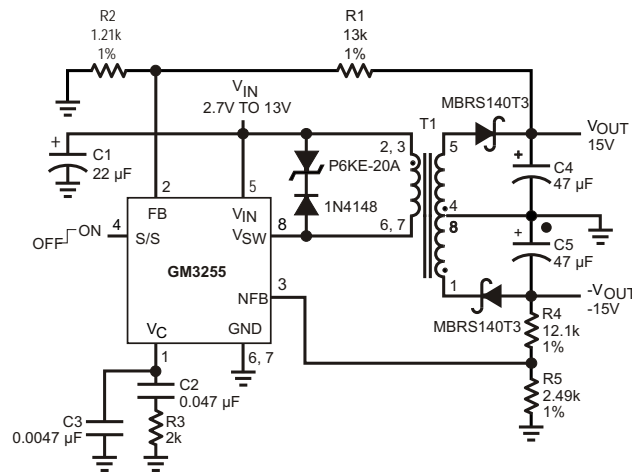 R2
1.21k
1%
R1
13k
1%
VIN
2.7V TO 13V
MBRS140T3
T1
VOUT
15V
+
C1
22 µF
2, 3
5
P6KE-20A
+
C4
47 µF
2
5
1N4148
4
8
6, 7
FB
VIN
4
S/S
VSW
8
ON
OFF
+
C5
47 µF
GM3255
3
NFB
1
-VOUT
-15V
MBRS140T3
VC
GND
R4
12.1k
1%
1
6, 7
C2
0.047 µF
R5
2.49k
1%
C3
0.0047 µF
R3
2k